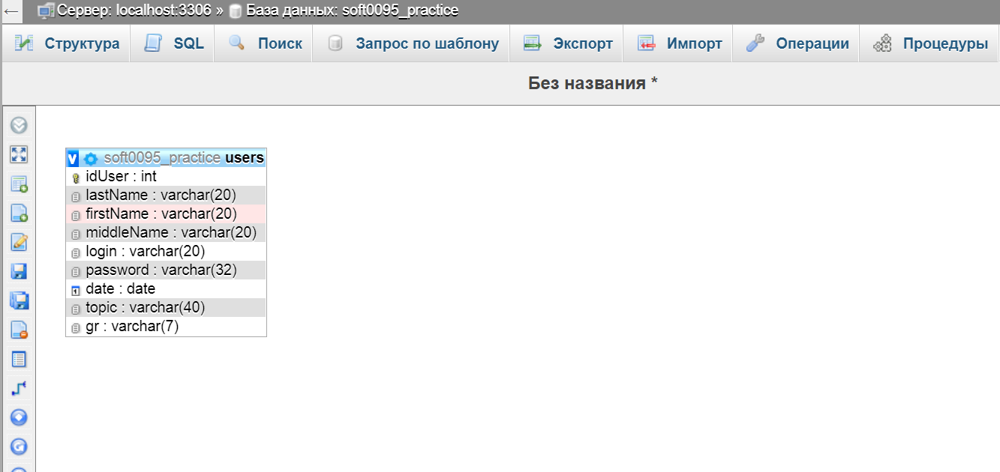 ← Сервер: localhost:3306 » База данных: soft0095_practice
Структура SQL Поиск Запрос по шаблону Экспорт Импорт Операции Процедуры
Без названия *
V soft0095_practice users
idUser : int
lastName : varchar(20)
firstName : varchar(20)
middleName : varchar(20)
login : varchar(20)
password : varchar(32)
date : date
topic : varchar(40)
gr : varchar(7)